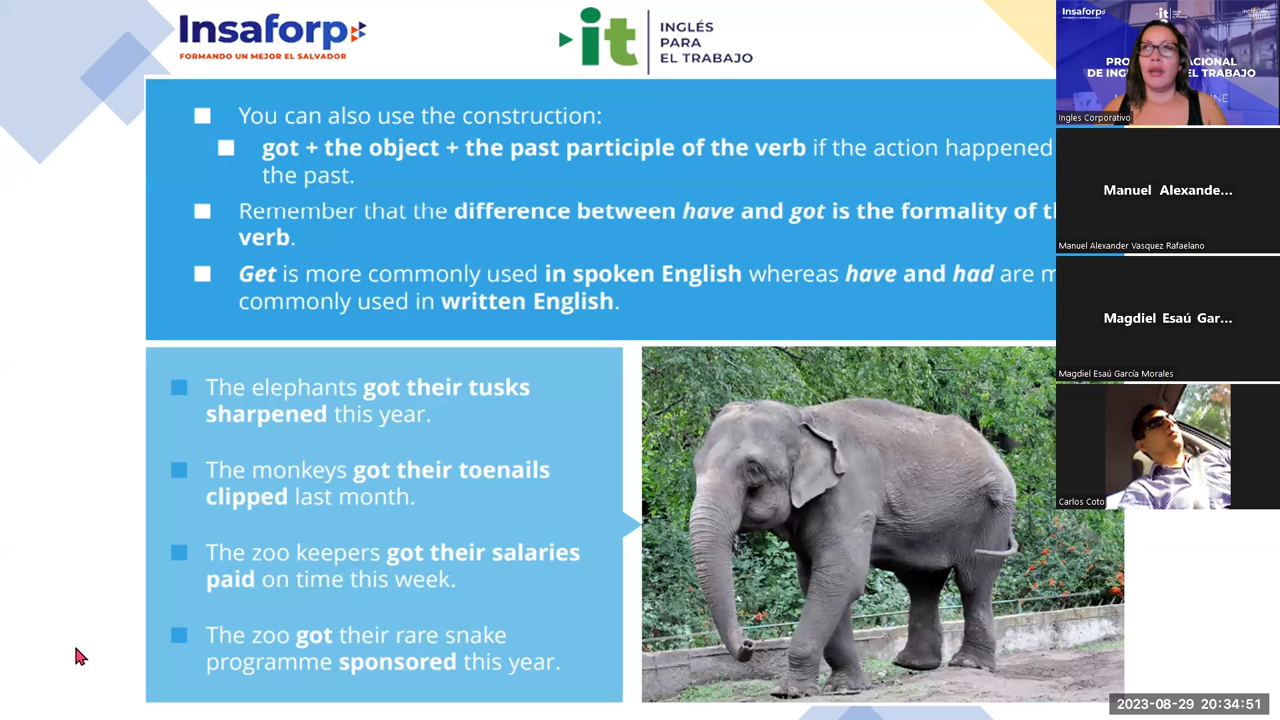 Insaforp
FORMANDO UN MEJOR EL SALVADOR
it
INGLÉS
PARA
EL TRABAJO
You can also use the construction:
got + the object + the past participle of the verb if the action happened
the past.
Remember that the difference between have and got is the formality of
verb.
Get is more commonly used in spoken English whereas have and had are
commonly used in written English.
The elephants got their tusks
sharpened this year.
The monkeys got their toenails
clipped last month.
The zoo keepers got their salaries
paid on time this week.
The zoo got their rare snake
programme sponsored this year.
Insaforp
it
DE
EL TRABAJO
Ingles Corporativo
Manuel Alexande...
Manuel Alexander Vasquez Rafaelano
Magdiel Esaú Gar...
Magdiel Esaú García Morales
Carlos Coto
2023-08-29 20:34:51